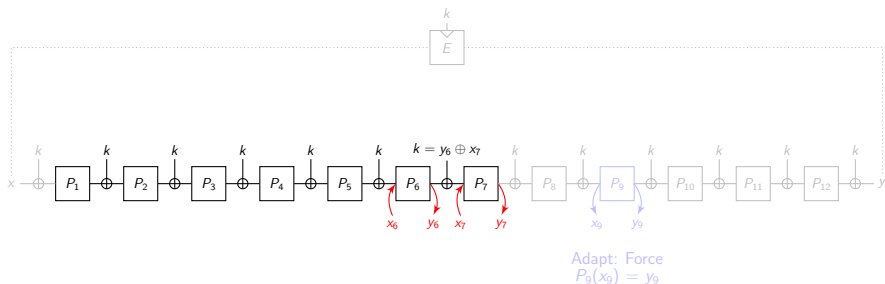 k
E
k k k k k k k = y₆ ⊕ x₇ k k k k k k
x P₁ P₂ P₃ P₄ P₅ P₆ P₇ P₈ P₉ P₁₀ P₁₁ P₁₂ y
x₆ y₆ x₇ y₇ x₉ y₉
Adapt: Force
P₉(x₉) = y₉